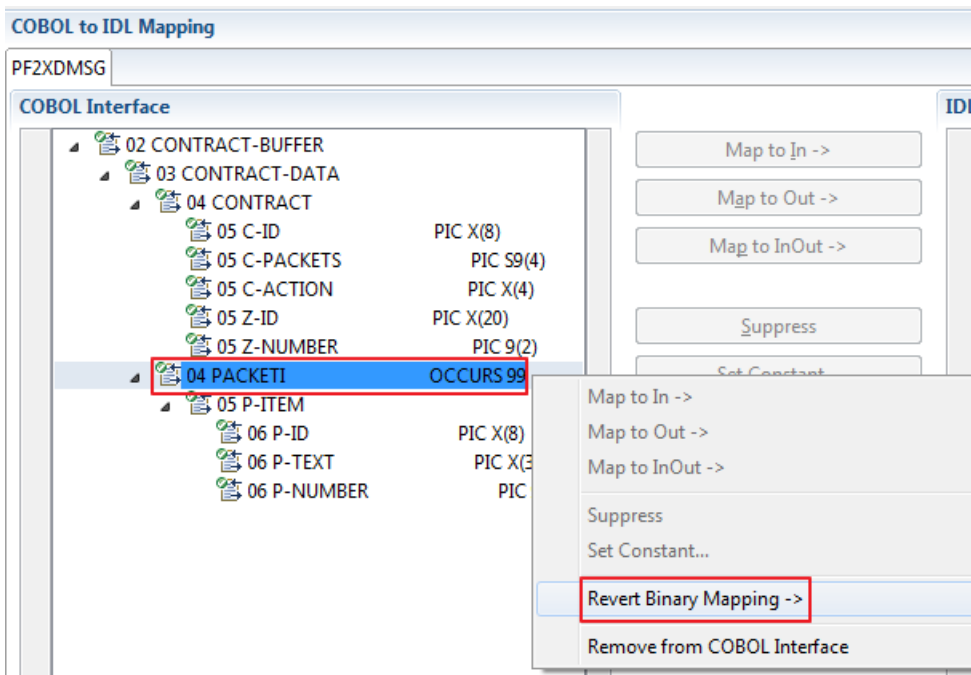 COBOL to IDL Mapping
PF2XDMSG
COBOL Interface
02 CONTRACT-BUFFER
03 CONTRACT-DATA
04 CONTRACT
05 C-ID PIC X(8)
05 C-PACKETS PIC S9(4)
05 C-ACTION PIC X(4)
05 Z-ID PIC X(20)
05 Z-NUMBER PIC 9(2)
04 PACKETI OCCURS 99
05 P-ITEM
06 P-ID PIC X(8)
06 P-TEXT PIC X(3
06 P-NUMBER PIC
Map to In ->
Map to Out ->
Map to InOut ->
Suppress
Set Constant
Map to In ->
Map to Out ->
Map to InOut ->
Suppress
Set Constant...
Revert Binary Mapping ->
Remove from COBOL Interface